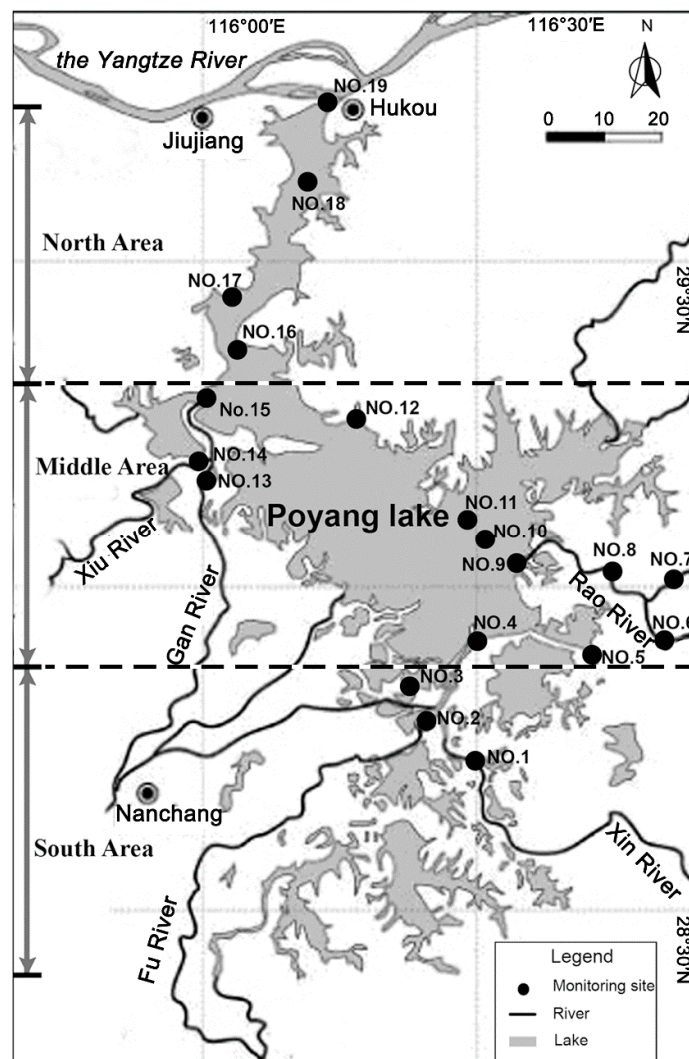 116°00′E
116°30′E
the Yangtze River
N
NO.19
Hukou
Jiujiang
0 10 20
NO.18
North Area
NO.17
29°30′N
NO.16
No.15
NO.12
NO.14
Middle Area
NO.13
NO.11
Poyang lake
NO.10
Xiu River
NO.9
NO.8
NO.7
Rao River
Gan River
NO.6
NO.4
NO.5
NO.3
NO.2
NO.1
Nanchang
South Area
Xin River
Fu River
28°30′N
Legend
Monitoring site
River
Lake